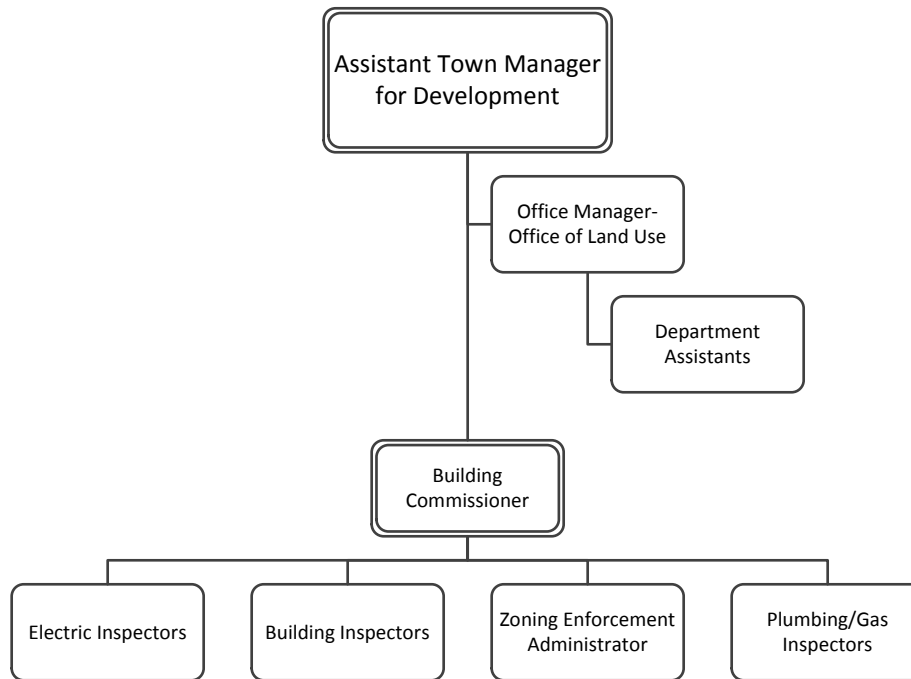 Assistant Town Manager
for Development
Office Manager-
Office of Land Use
Department
Assistants
Building
Commissioner
Electric Inspectors
Building Inspectors
Zoning Enforcement
Administrator
Plumbing/Gas
Inspectors